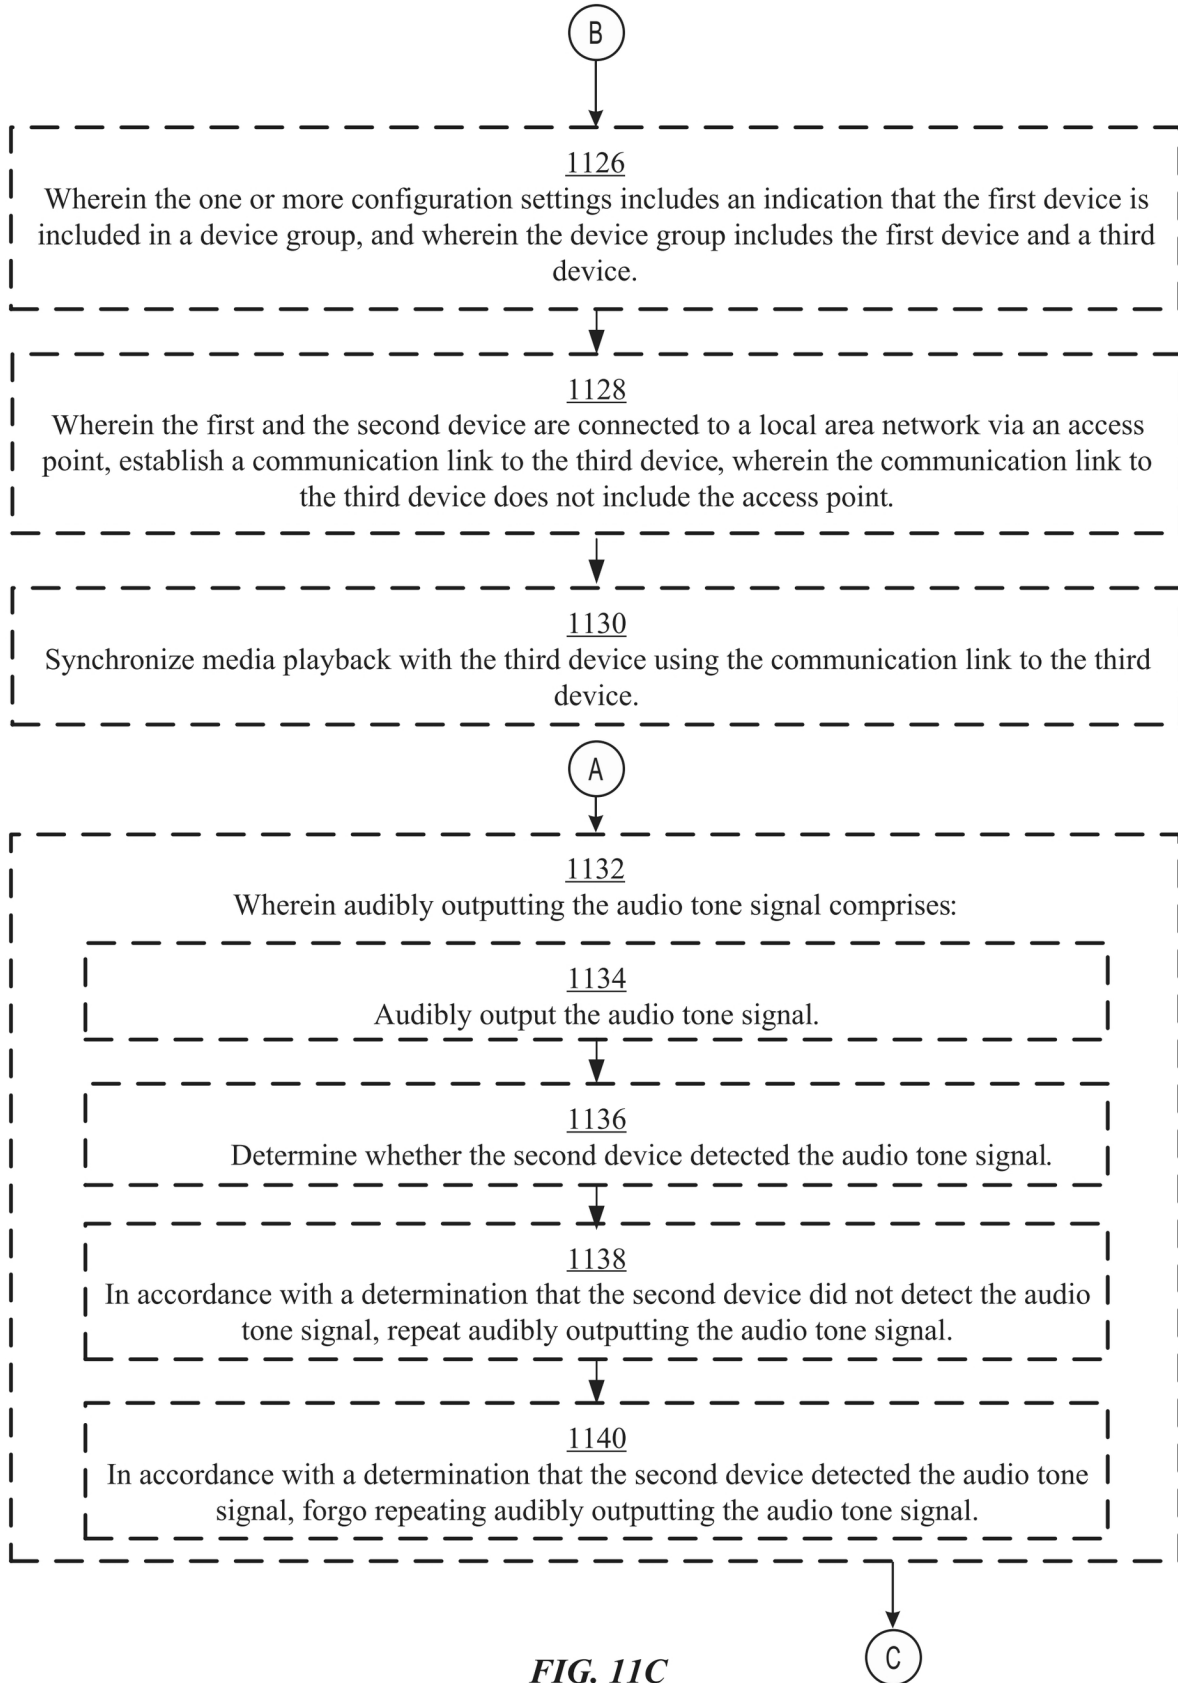 B
1126
Wherein the one or more configuration settings includes an indication that the first device is
included in a device group, and wherein the device group includes the first device and a third
device.
1128
Wherein the first and the second device are connected to a local area network via an access
point, establish a communication link to the third device, wherein the communication link to
the third device does not include the access point.
1130
Synchronize media playback with the third device using the communication link to the third
device.
A
1132
Wherein audibly outputting the audio tone signal comprises:
1134
Audibly output the audio tone signal.
1136
Determine whether the second device detected the audio tone signal.
1138
In accordance with a determination that the second device did not detect the audio
tone signal, repeat audibly outputting the audio tone signal.
1140
In accordance with a determination that the second device detected the audio tone
signal, forgo repeating audibly outputting the audio tone signal.
C
FIG. 11C